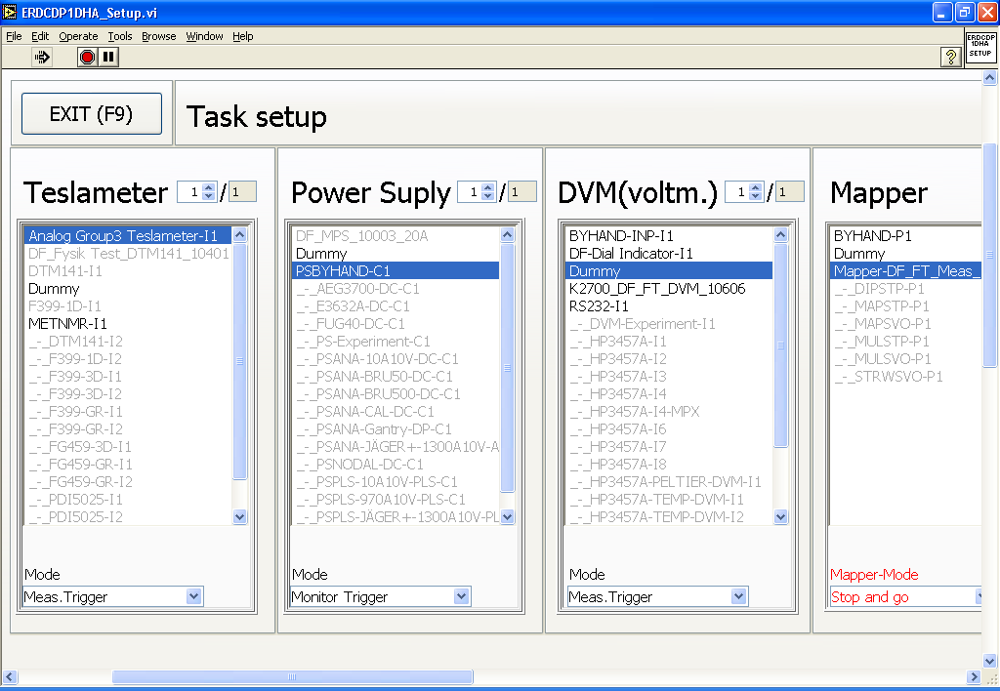 ERDCDP1DHA_Setup.vi
File Edit Operate Tools Browse Window Help
ERDCDP
1DHA
SETUP
?
EXIT (F9)
Task setup
Teslameter 1 / 1
Analog Group3 Teslameter-I1
DF_Fysik Test_DTM141_10401
DTM141-I1
Dummy
F399-1D-I1
METNMR-I1
_-_DTM141-I2
_-_F399-1D-I2
_-_F399-3D-I1
_-_F399-3D-I2
_-_F399-GR-I1
_-_F399-GR-I2
_-_FG459-3D-I1
_-_FG459-GR-I1
_-_FG459-GR-I2
_-_PDI5025-I1
_-_PDI5025-I2
Mode
Meas.Trigger
Power Suply 1 / 1
DF_MPS_10003_20A
Dummy
PSBYHAND-C1
_-_AEG3700-DC-C1
_-_E3632A-DC-C1
_-_FUG40-DC-C1
_-_PS-Experiment-C1
_-_PSANA-10A10V-DC-C1
_-_PSANA-BRU50-DC-C1
_-_PSANA-BRU500-DC-C1
_-_PSANA-CAL-DC-C1
_-_PSANA-Gantry-DP-C1
_-_PSANA-JÄGER+-1300A10V-A
_-_PSNODAL-DC-C1
_-_PSPLS-10A10V-PLS-C1
_-_PSPLS-970A10V-PLS-C1
_-_PSPLS-JÄGER+-1300A10V-PL
Mode
Monitor Trigger
DVM(voltm.) 1 / 1
BYHAND-INP-I1
DF-Dial Indicator-I1
Dummy
K2700_DF_FT_DVM_10606
RS232-I1
_-_DVM-Experiment-I1
_-_HP3457A-I1
_-_HP3457A-I2
_-_HP3457A-I3
_-_HP3457A-I4
_-_HP3457A-I4-MPX
_-_HP3457A-I6
_-_HP3457A-I7
_-_HP3457A-I8
_-_HP3457A-PELTIER-DVM-I1
_-_HP3457A-TEMP-DVM-I1
_-_HP3457A-TEMP-DVM-I2
Mode
Meas.Trigger
Mapper
BYHAND-P1
Dummy
Mapper-DF_FT_Meas_
_-_DIPSTP-P1
_-_MAPSTP-P1
_-_MAPSVO-P1
_-_MULSTP-P1
_-_MULSVO-P1
_-_STRWSVO-P1
Mapper-Mode
Stop and go